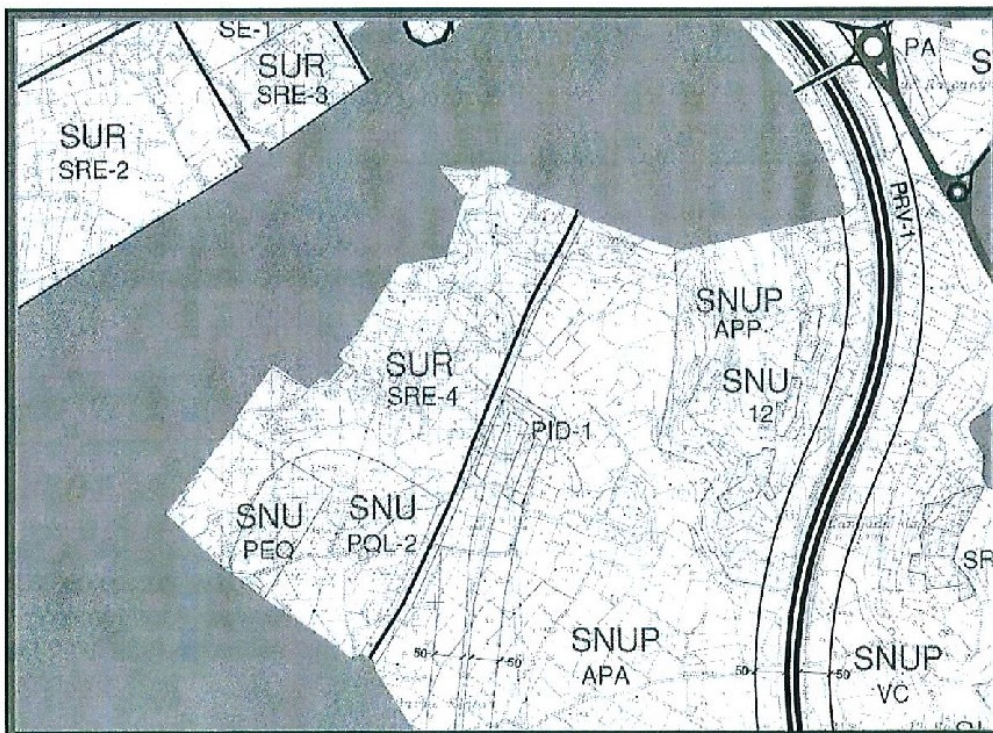 SE-1
SUR
SRE-3
PA
SUR
SRE-2
PRV-1
SNUP
APP
SUR
SRE-4
SNU
12
PID-1
SNU
PEQ
SNU
PQL-2
50
50
SNUP
APA
50
50
SNUP
VC